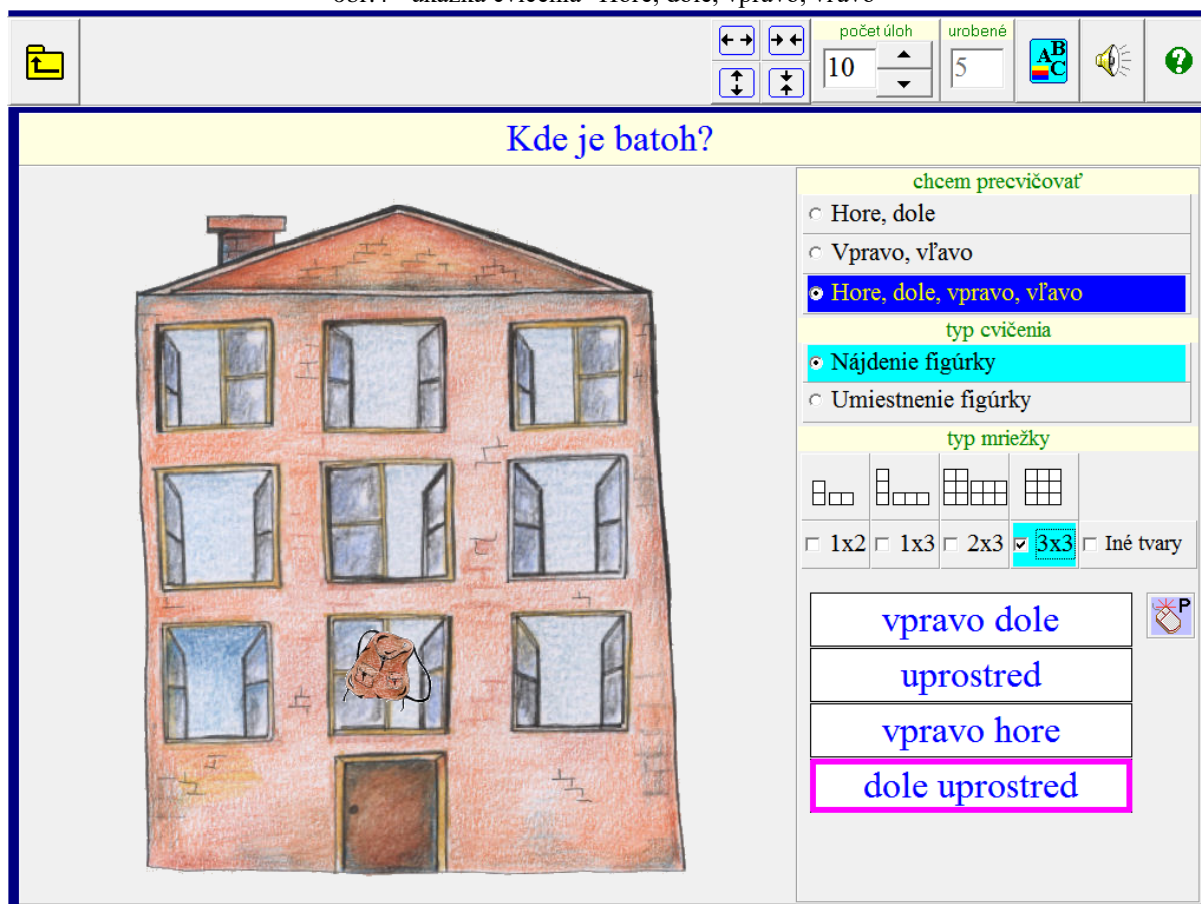 počet úloh
urobené
10
5
A B C
Kde je batoh?
chcem precvičovať
Hore, dole
Vpravo, vľavo
Hore, dole, vpravo, vľavo
typ cvičenia
Nájdenie figúrky
Umiestnenie figúrky
typ mriežky
1x2 1x3 2x3 3x3 Iné tvary
vpravo dole
P
uprostred
vpravo hore
dole uprostred